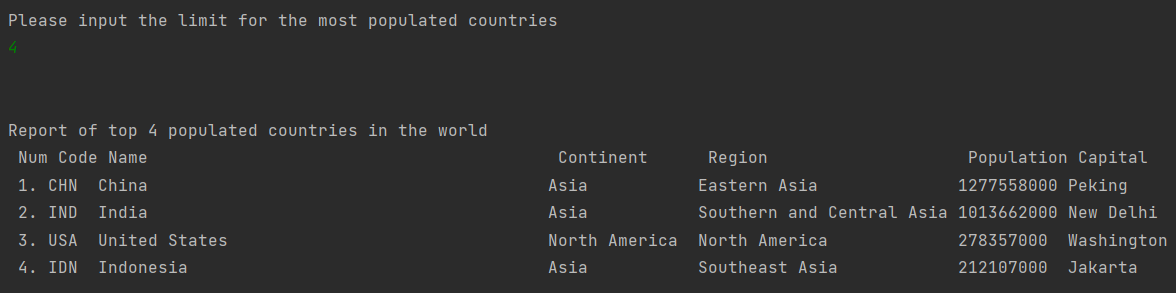 Please input the limit for the most populated countries
4
Report of top 4 populated countries in the world
Num Code Name Continent Region Population Capital
1. CHN China Asia Eastern Asia 1277558000 Peking
2. IND India Asia Southern and Central Asia 1013662000 New Delhi
3. USA United States North America North America 278357000 Washington
4. IDN Indonesia Asia Southeast Asia 212107000 Jakarta